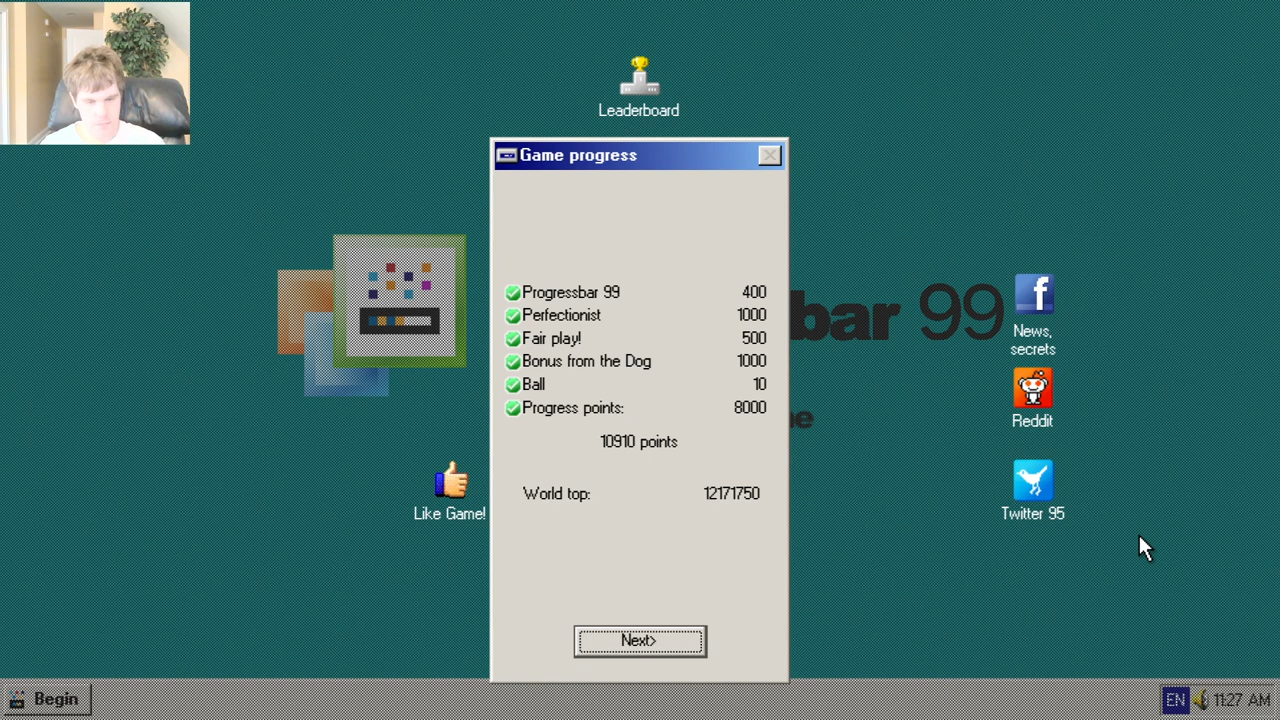 Leaderboard
Game progress
Progressbar 99 400
Perfectionist 1000
Fair play! 500
Bonus from the Dog 1000
Ball 10
Progress points: 8000
10910 points
World top: 12171750
Next>
bar 99
f
News,
secrets
Reddit
Like Game!
Twitter 95
Begin
EN 11:27 AM